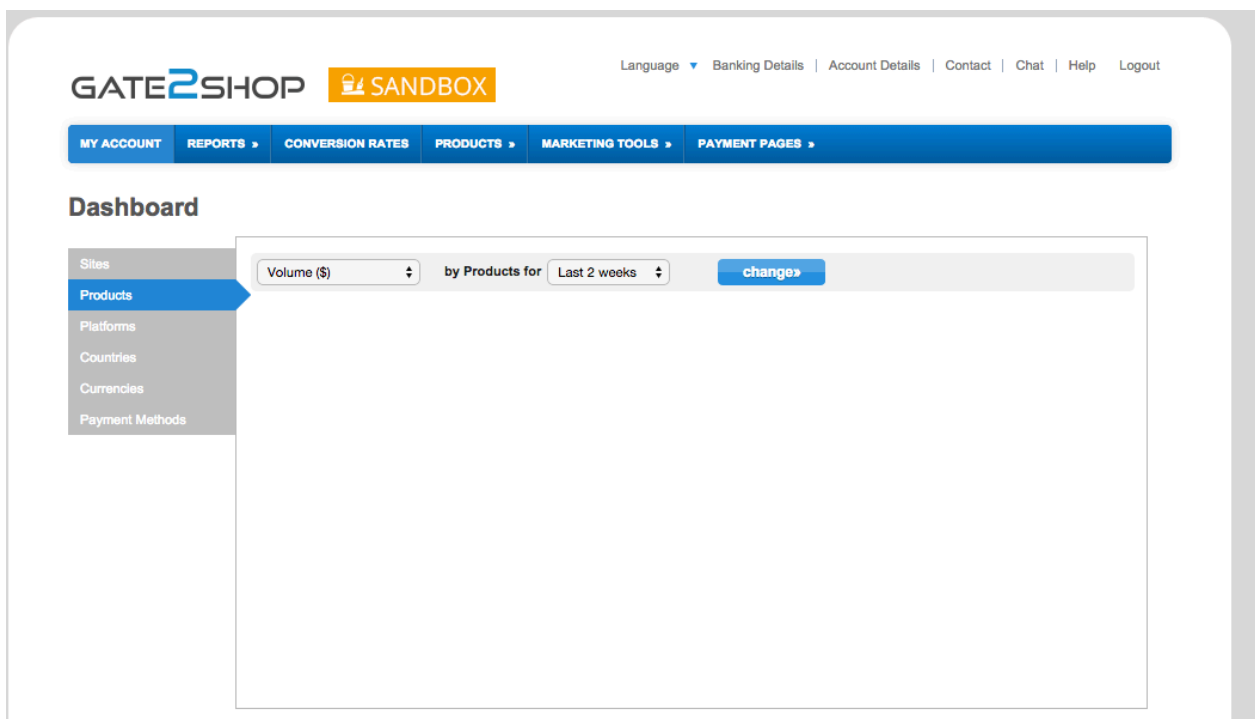 Language ▼ Banking Details | Account Details | Contact | Chat | Help Logout
GATE2SHOP SANDBOX
MY ACCOUNT REPORTS » CONVERSION RATES PRODUCTS » MARKETING TOOLS » PAYMENT PAGES »
Dashboard
Sites
Volume ($) by Products for Last 2 weeks change»
Products
Platforms
Countries
Currencies
Payment Methods